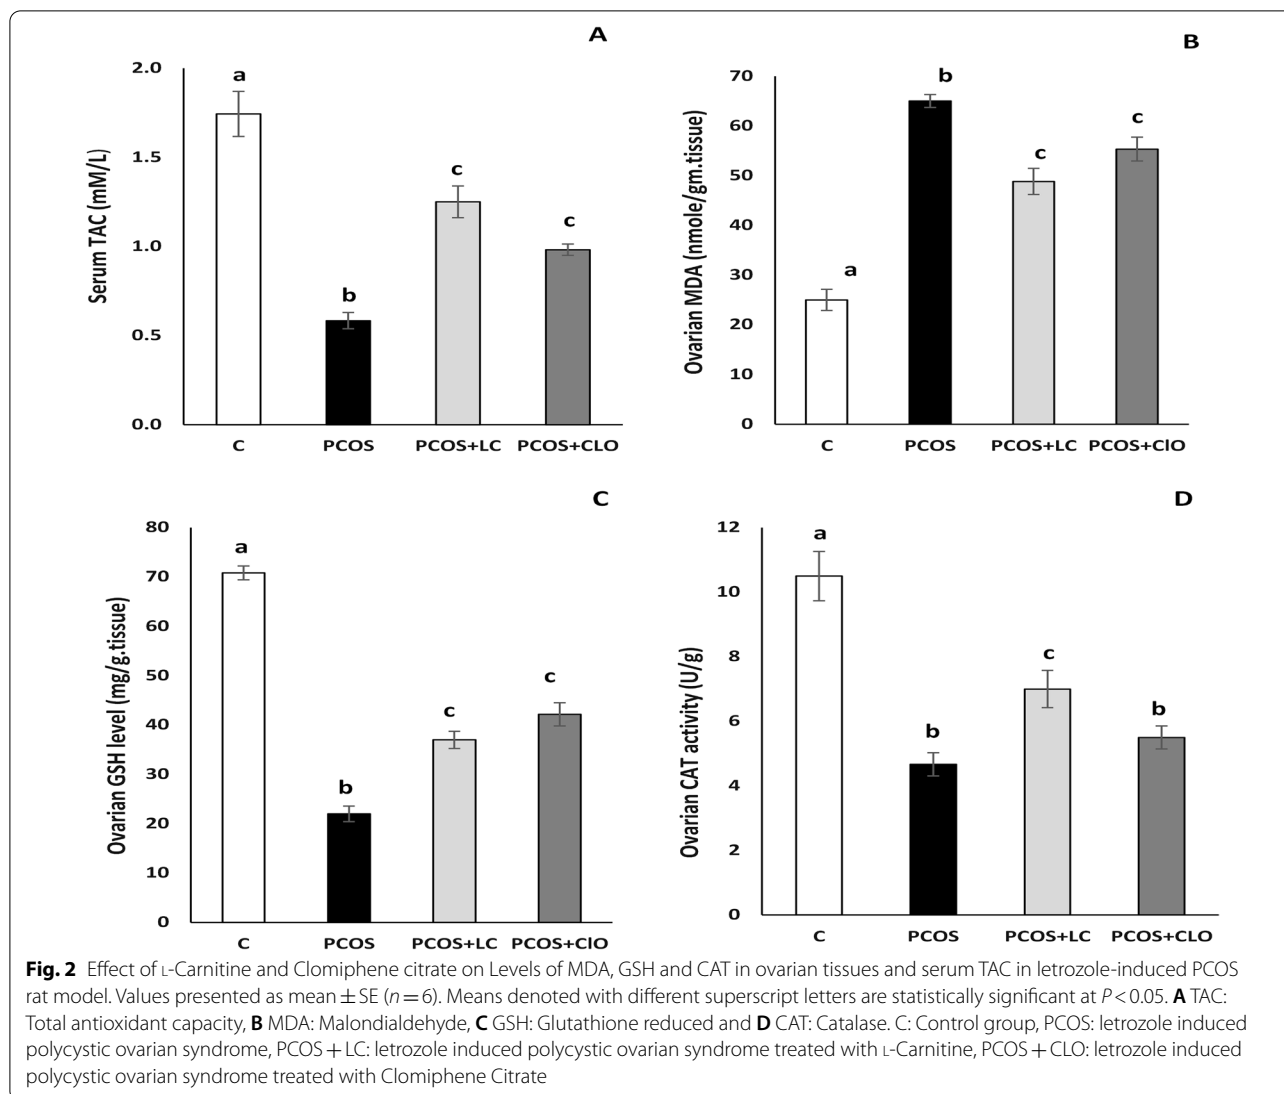 A
2.0
1.5
1.0
0.5
0.0
Serum TAC (mM/L)
a
b
c
c
C PCOS PCOS+LC PCOS+CLO
B
70
60
50
40
30
20
10
0
Ovarian MDA (nmole/gm.tissue)
a
b
c
c
C PCOS PCOS+LC PCOS+ClO
C
80
70
60
50
40
30
20
10
0
Ovarian GSH level (mg/g.tissue)
a
b
c
c
C PCOS PCOS+LC PCOS+ClO
D
12
10
8
6
4
2
0
Ovarian CAT activity (U/g)
a
b
c
b
C PCOS PCOS+LC PCOS+CLO
Fig. 2 Effect of L-Carnitine and Clomiphene citrate on Levels of MDA, GSH and CAT in ovarian tissues and serum TAC in letrozole-induced PCOS
rat model. Values presented as mean ± SE (n = 6). Means denoted with different superscript letters are statistically significant at P < 0.05. A TAC:
Total antioxidant capacity, B MDA: Malondialdehyde, C GSH: Glutathione reduced and D CAT: Catalase. C: Control group, PCOS: letrozole induced
polycystic ovarian syndrome, PCOS + LC: letrozole induced polycystic ovarian syndrome treated with L-Carnitine, PCOS + CLO: letrozole induced
polycystic ovarian syndrome treated with Clomiphene Citrate